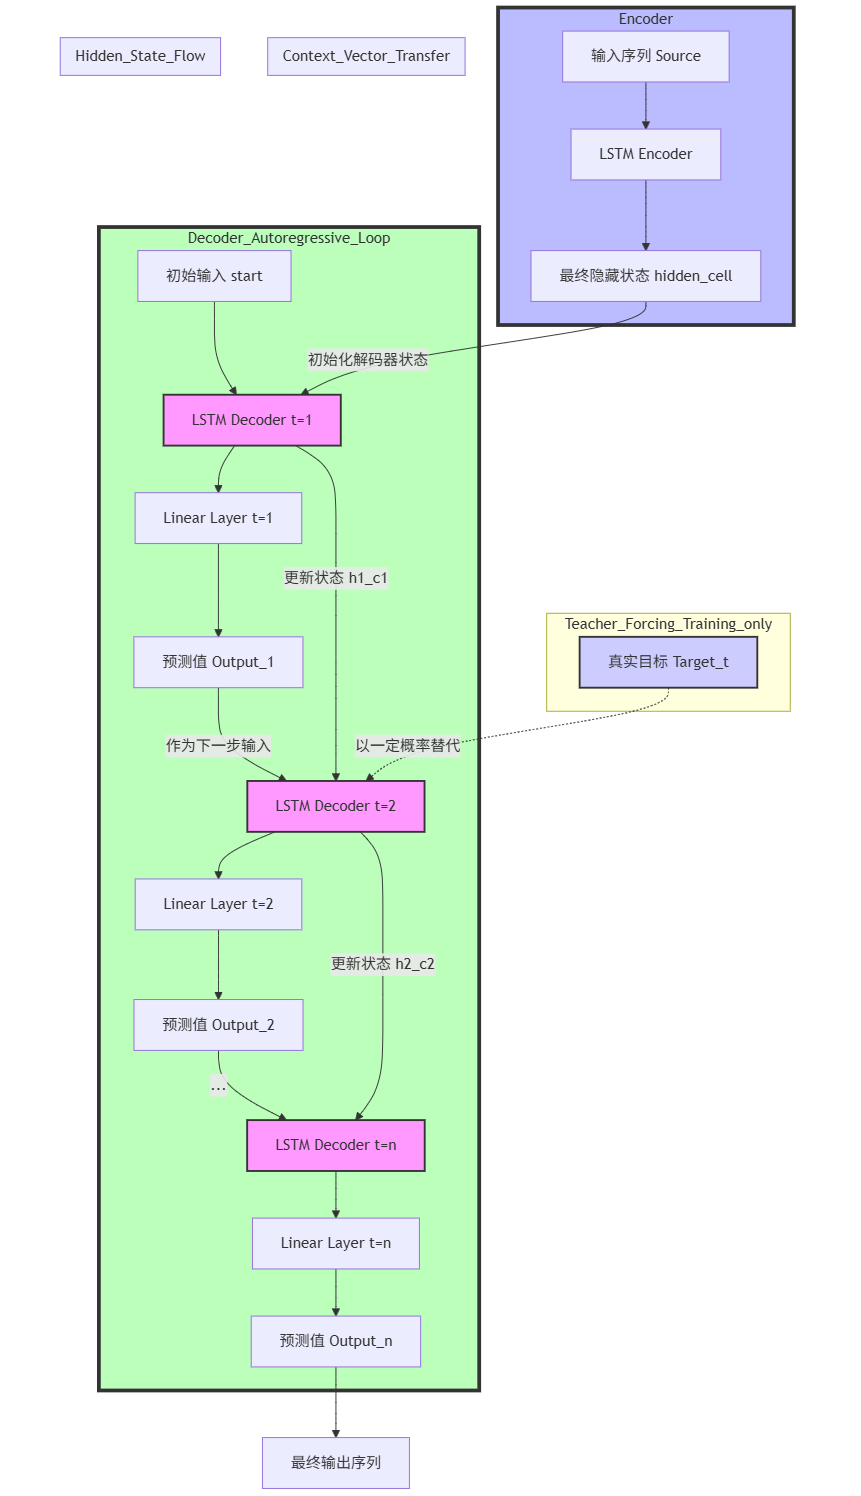 Hidden_State_Flow
Context_Vector_Transfer
Encoder
输入序列 Source
LSTM Encoder
最终隐藏状态 hidden_cell
Decoder_Autoregressive_Loop
初始输入 start
初始化解码器状态
LSTM Decoder t=1
Linear Layer t=1
更新状态 h1_c1
预测值 Output_1
Teacher_Forcing_Training_only
真实目标 Target_t
作为下一步输入
以一定概率替代
LSTM Decoder t=2
Linear Layer t=2
更新状态 h2_c2
预测值 Output_2
...
LSTM Decoder t=n
Linear Layer t=n
预测值 Output_n
最终输出序列